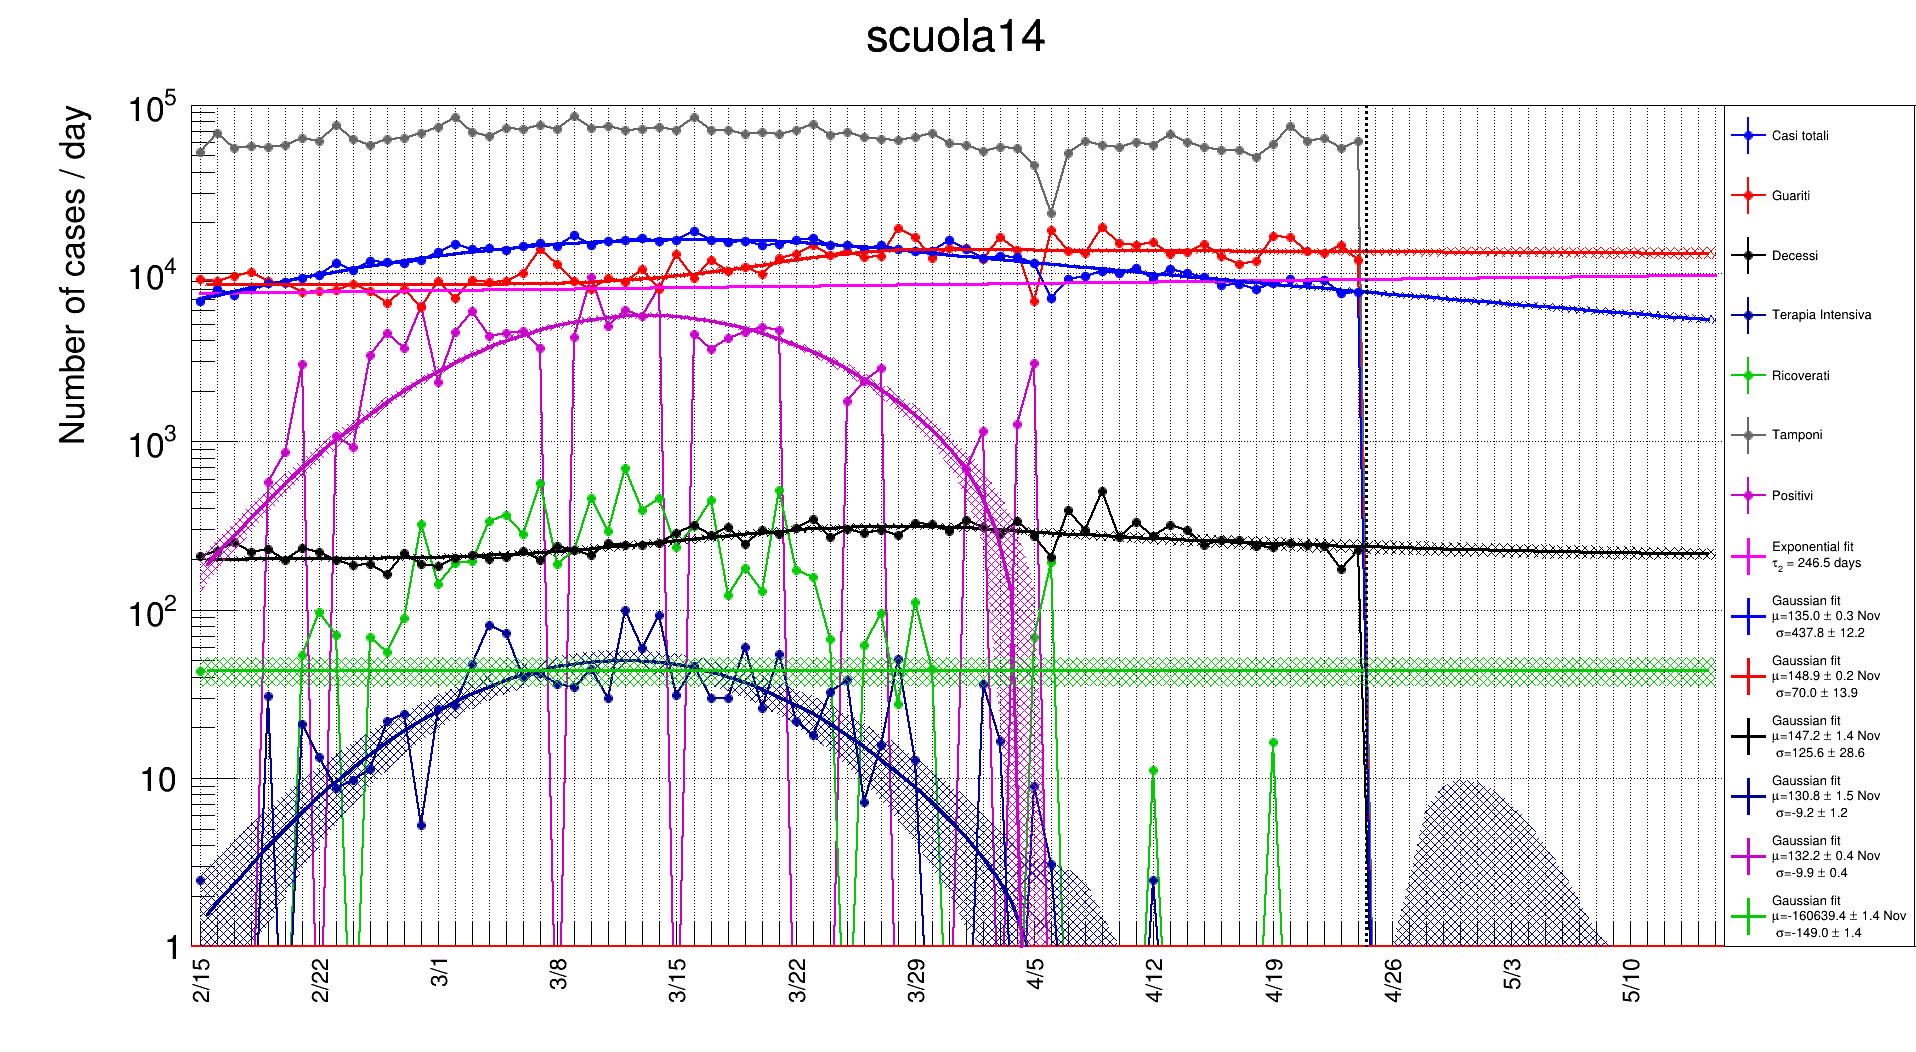 scuola14
Number of cases / day
10^5
10^4
10^3
10^2
10
1
2/15
2/22
3/1
3/8
3/15
3/22
3/29
4/5
4/12
4/19
4/26
5/3
5/10
Casi totali
Guariti
Decessi
Terapia Intensiva
Ricoverati
Tamponi
Positivi
Exponential fit
τ_2 = 246.5 days
Gaussian fit
μ=135.0 ± 0.3 Nov
σ=437.8 ± 12.2
Gaussian fit
μ=148.9 ± 0.2 Nov
σ=70.0 ± 13.9
Gaussian fit
μ=147.2 ± 1.4 Nov
σ=125.6 ± 28.6
Gaussian fit
μ=130.8 ± 1.5 Nov
σ=-9.2 ± 1.2
Gaussian fit
μ=132.2 ± 0.4 Nov
σ=-9.9 ± 0.4
Gaussian fit
μ=-160639.4 ± 1.4 Nov
σ=-149.0 ± 1.4